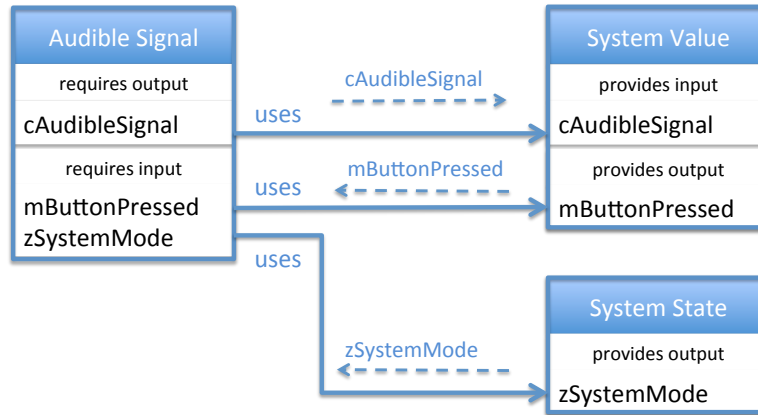 Audible Signal
requires output
cAudibleSignal
requires input
mButtonPressed
zSystemMode
uses
cAudibleSignal
uses
mButtonPressed
uses
zSystemMode
System Value
provides input
cAudibleSignal
provides output
mButtonPressed
System State
provides output
zSystemMode